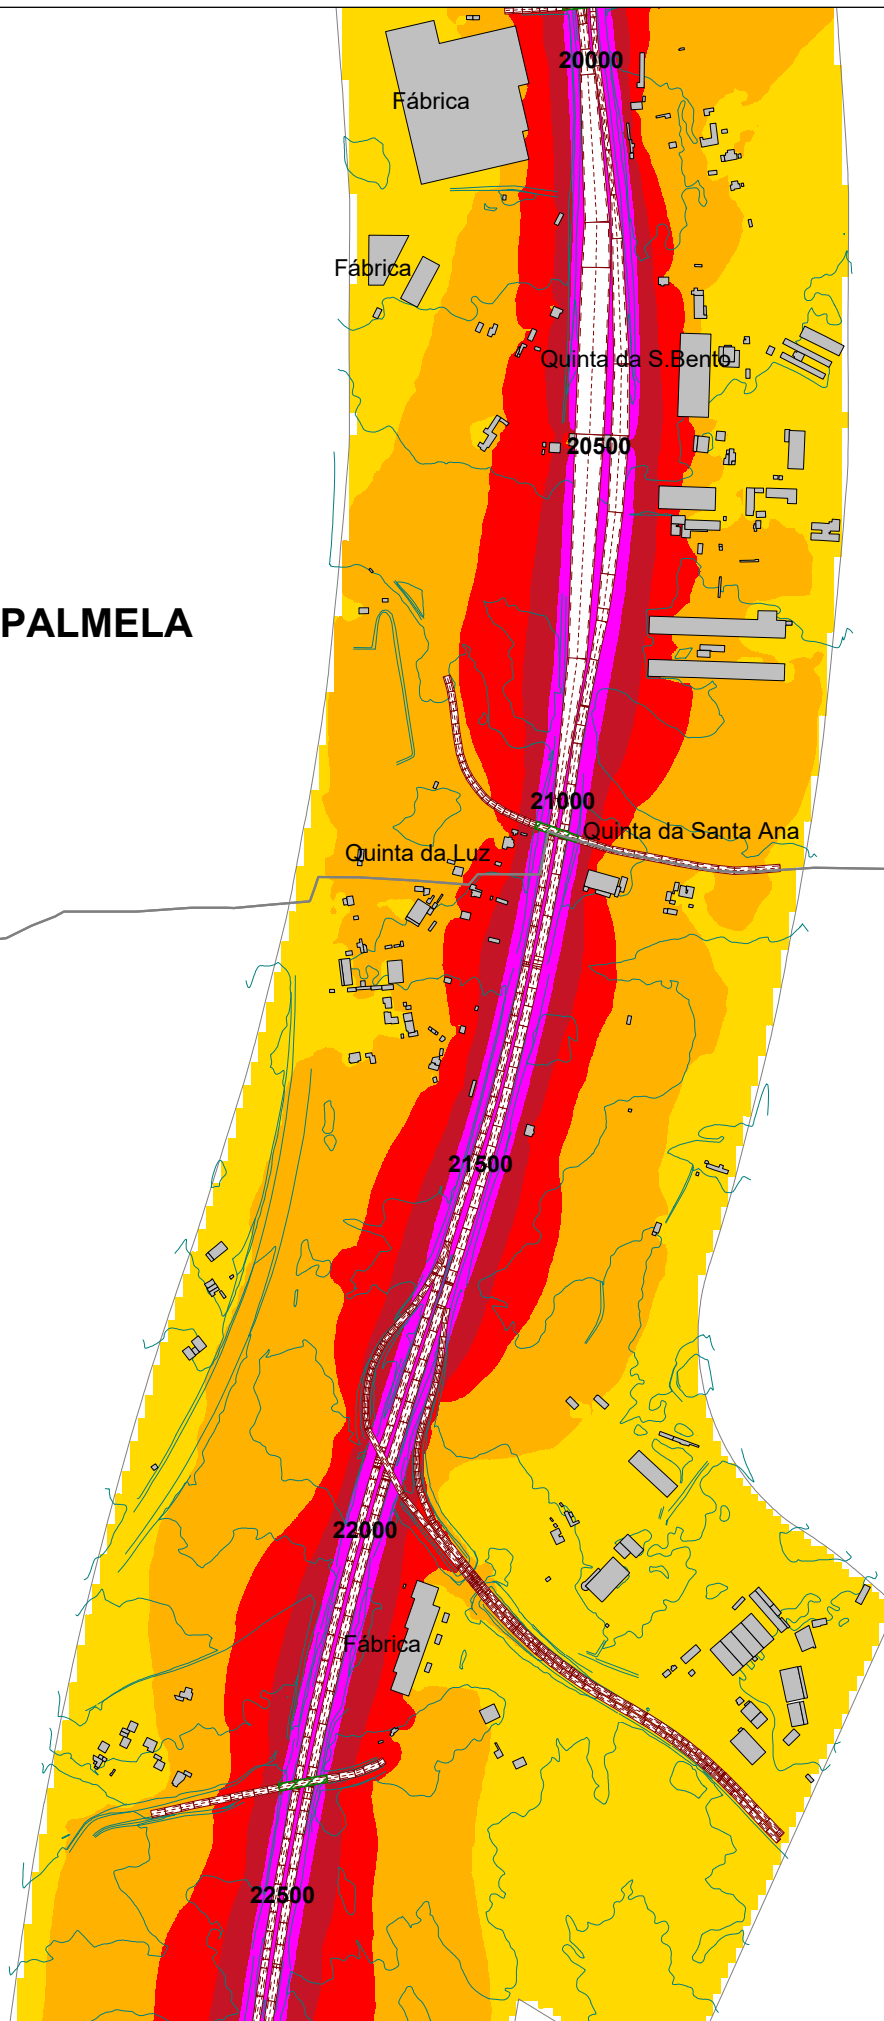 20000
Fábrica
Fábrica
Quinta da S.Bento
20500
PALMELA
21000
Quinta da Santa Ana
Quinta da Luz
21500
22000
Fábrica
22500